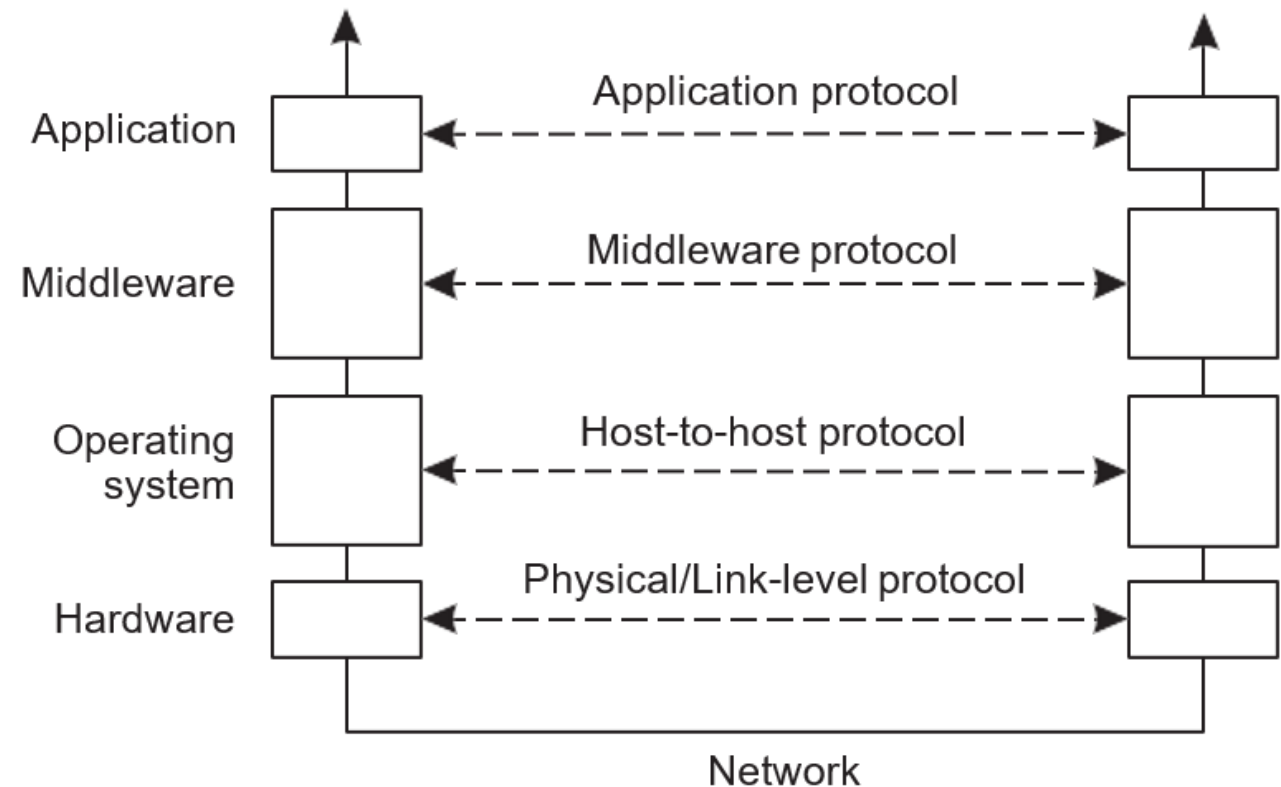 Application protocol
Application
Middleware protocol
Middleware
Host-to-host protocol
Operating
system
Physical/Link-level protocol
Hardware
Network